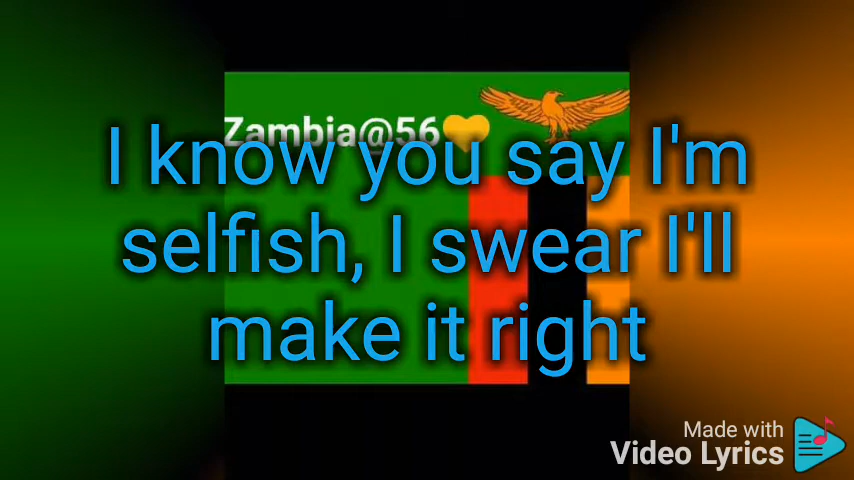 Zambia@56💛
I know you say I'm
selfish, I swear I'll
make it right
Made with
Video Lyrics